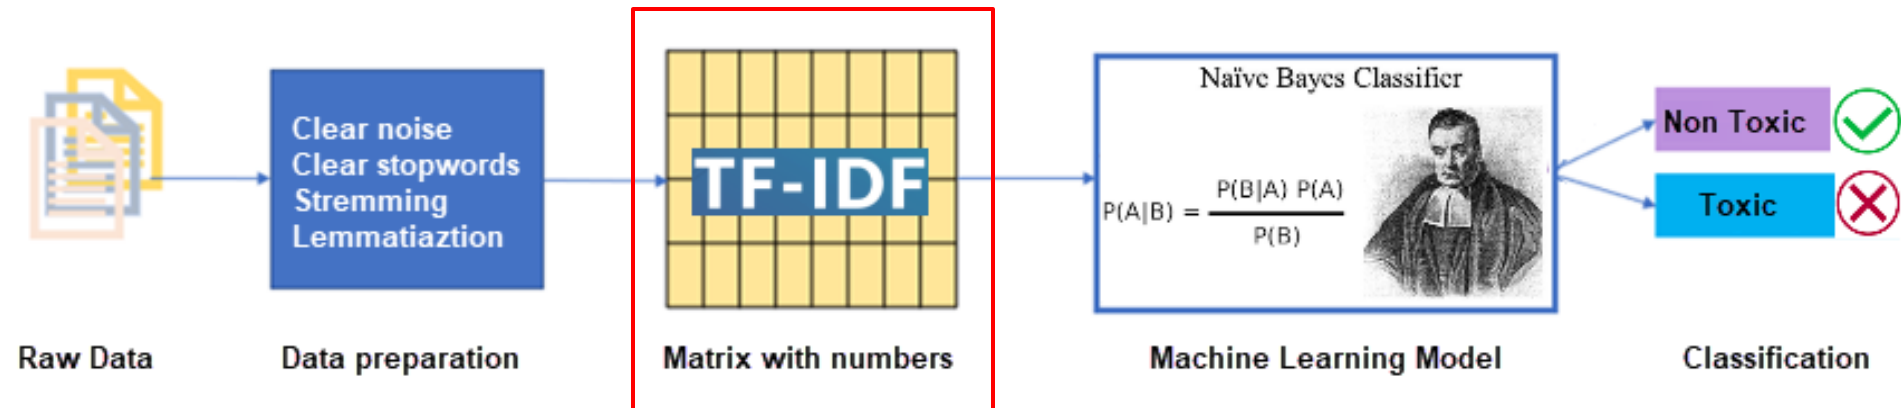 Clear noise
Clear stopwords
Stremming
Lemmatiaztion
TF-IDF
Naïve Bayes Classifier
P(A|B) = P(B|A) P(A)
P(B)
Non Toxic
Toxic
Raw Data
Data preparation
Matrix with numbers
Machine Learning Model
Classification